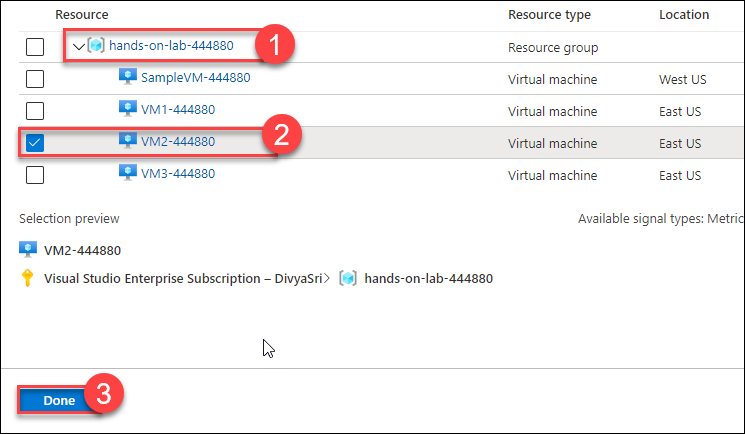 Resource Resource type Location
hands-on-lab-444880 1 Resource group
SampleVM-444880 Virtual machine West US
VM1-444880 Virtual machine East US
VM2-444880 2 Virtual machine East US
VM3-444880 Virtual machine East US
Selection preview Available signal types: Metric
VM2-444880
Visual Studio Enterprise Subscription – DivyaSri> hands-on-lab-444880
Done 3